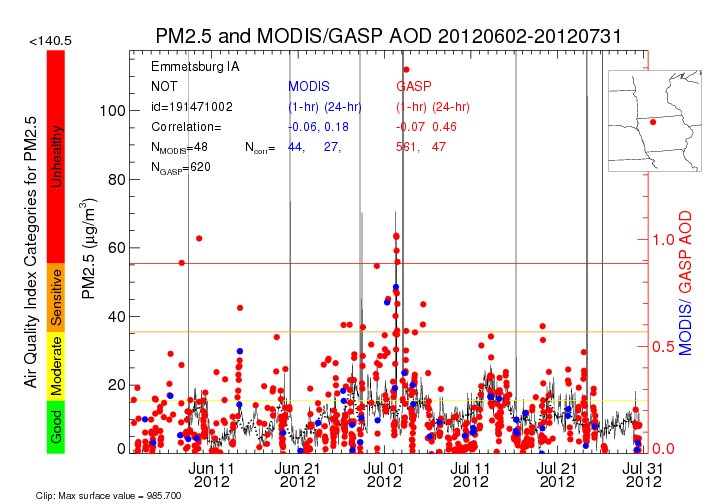 PM2.5 and MODIS/GASP AOD 20120602-20120731
<140.5
Emmetsburg IA
NOT MODIS GASP
id=191471002 (1-hr) (24-hr) (1-hr) (24-hr)
Correlation= -0.06, 0.18 -0.07 0.46
NMODIS=48 Ncorr= 44, 27, 561, 47
NGASP=620
Air Quality Index Categories for PM2.5
Unhealthy
Sensitive
Moderate
Good
PM2.5 (µg/m³)
100
80
60
40
20
0
1.0
0.5
0.0
MODIS/ GASP AOD
Jun 11 Jun 21 Jul 01 Jul 11 Jul 21 Jul 31
2012 2012 2012 2012 2012 2012
Clip: Max surface value = 985.700